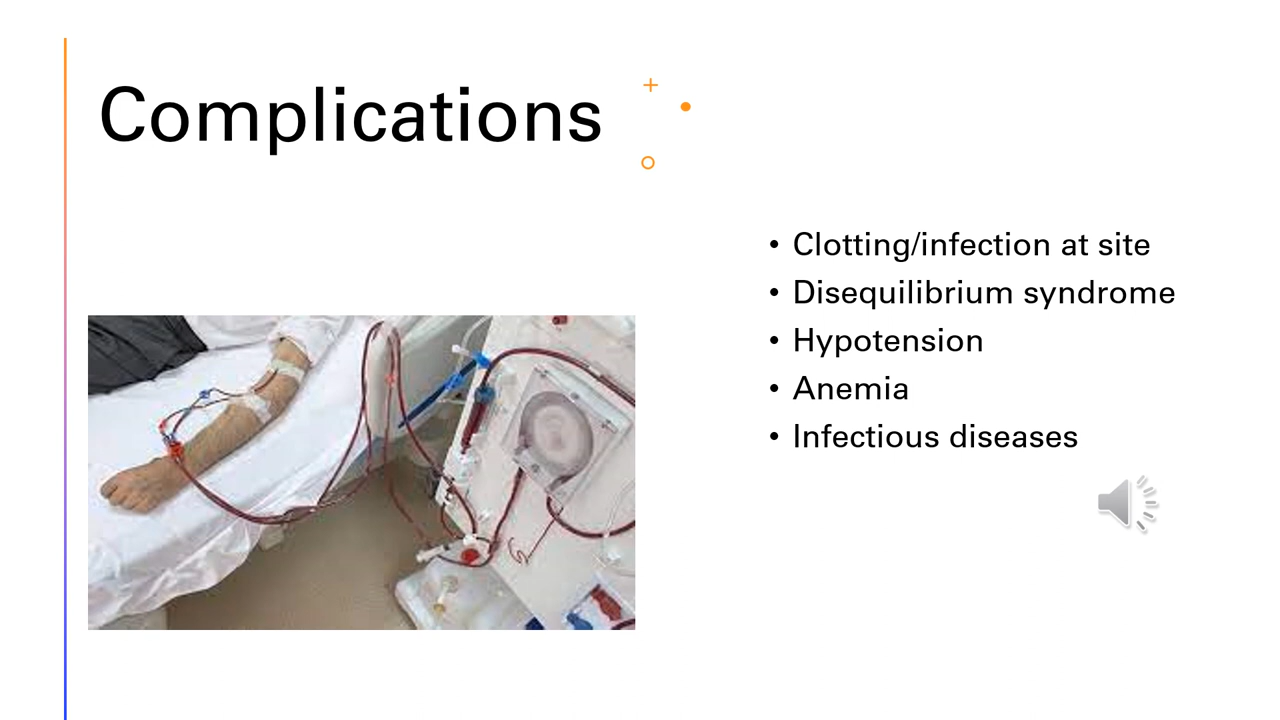 Complications
• Clotting/infection at site
• Disequilibrium syndrome
• Hypotension
• Anemia
• Infectious diseases